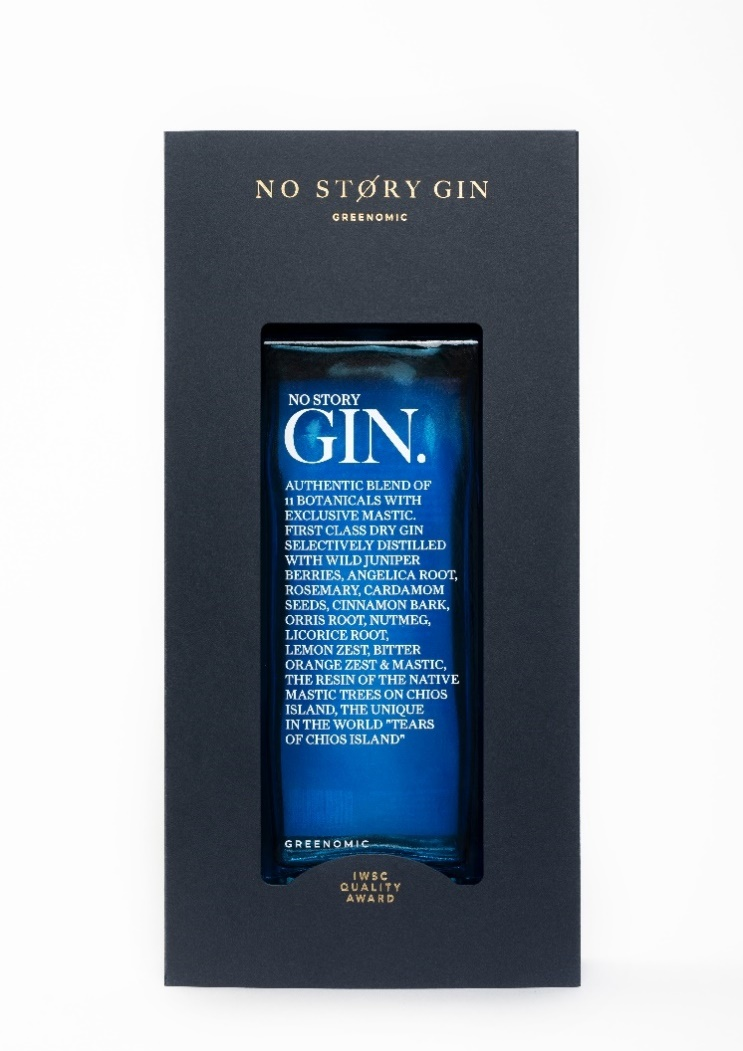 NO STØRY GIN
GREENOMIC
NO STORY
GIN.
AUTHENTIC BLEND OF
11 BOTANICALS WITH
EXCLUSIVE MASTIC.
FIRST CLASS DRY GIN
SELECTIVELY DISTILLED
WITH WILD JUNIPER
BERRIES, ANGELICA ROOT,
ROSEMARY, CARDAMOM
SEEDS, CINNAMON BARK,
ORRIS ROOT, NUTMEG,
LICORICE ROOT,
LEMON ZEST, BITTER
ORANGE ZEST & MASTIC,
THE RESIN OF THE NATIVE
MASTIC TREES ON CHIOS
ISLAND, THE UNIQUE
IN THE WORLD "TEARS
OF CHIOS ISLAND"
GREENOMIC
IWSC
QUALITY
AWARD